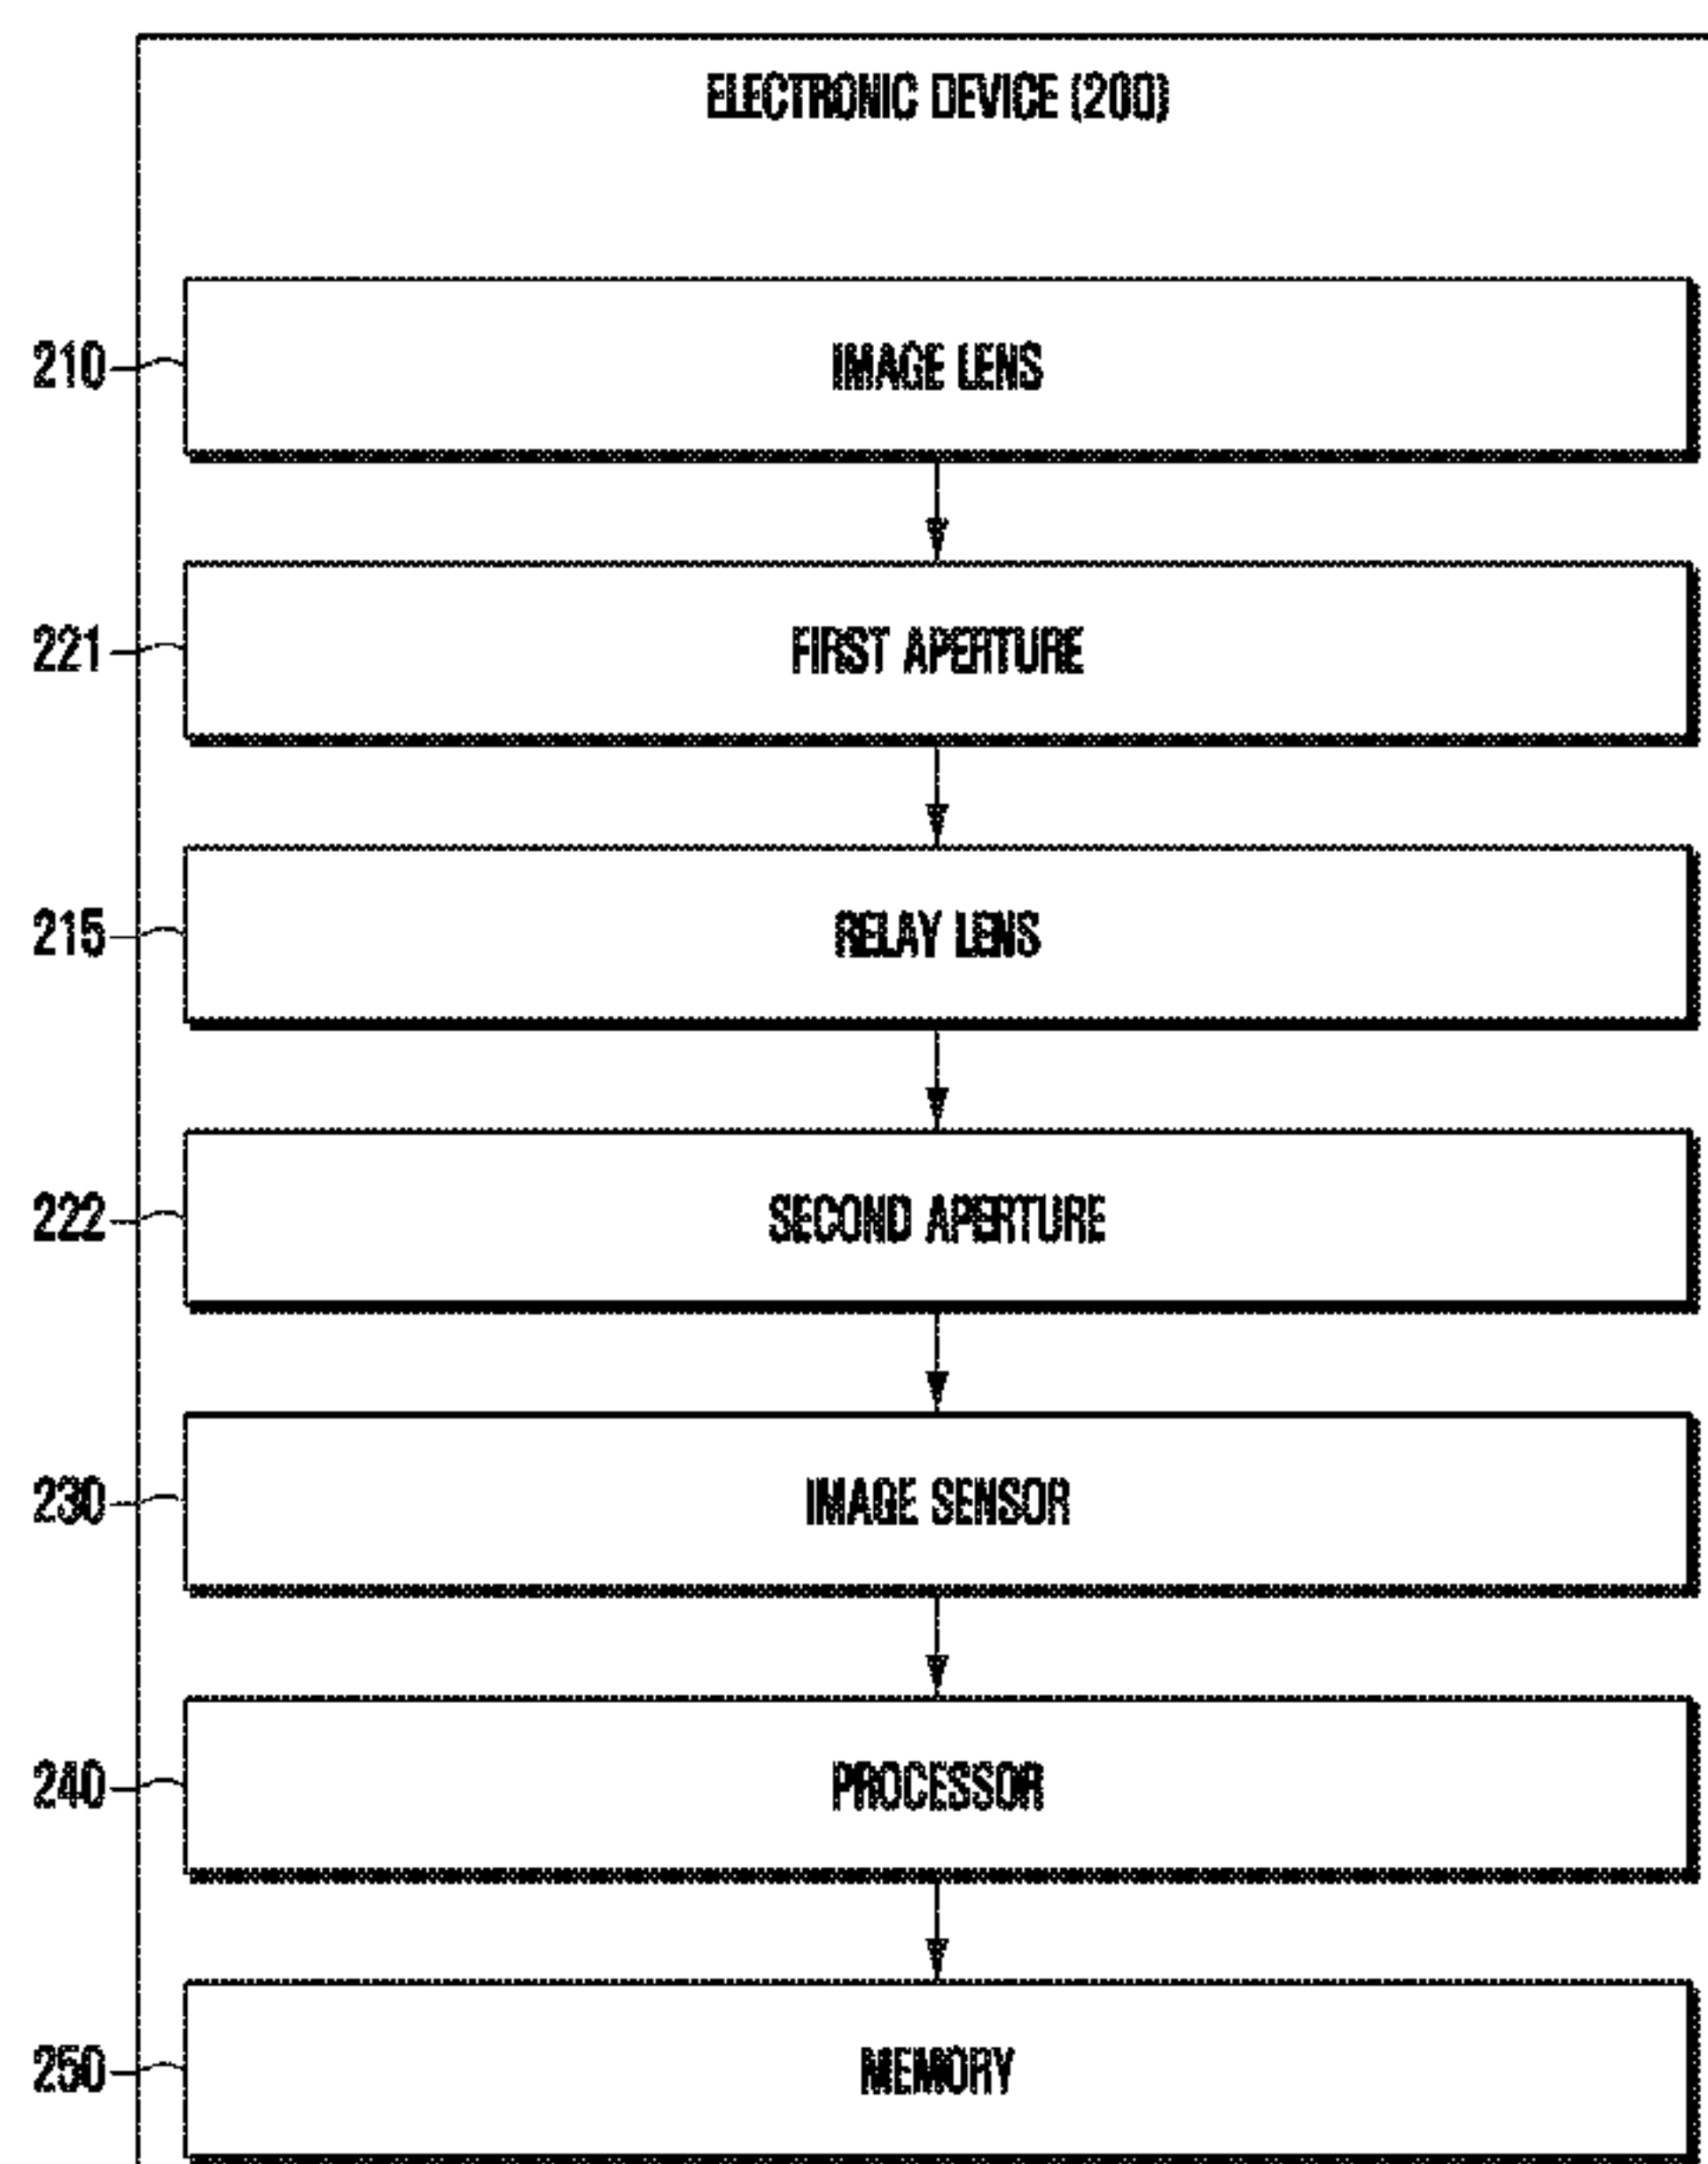 ELECTRONIC DEVICE (200)
210 IMAGE LENS
221 FIRST APERTURE
215 RELAY LENS
222 SECOND APERTURE
230 IMAGE SENSOR
240 PROCESSOR
250 MEMORY